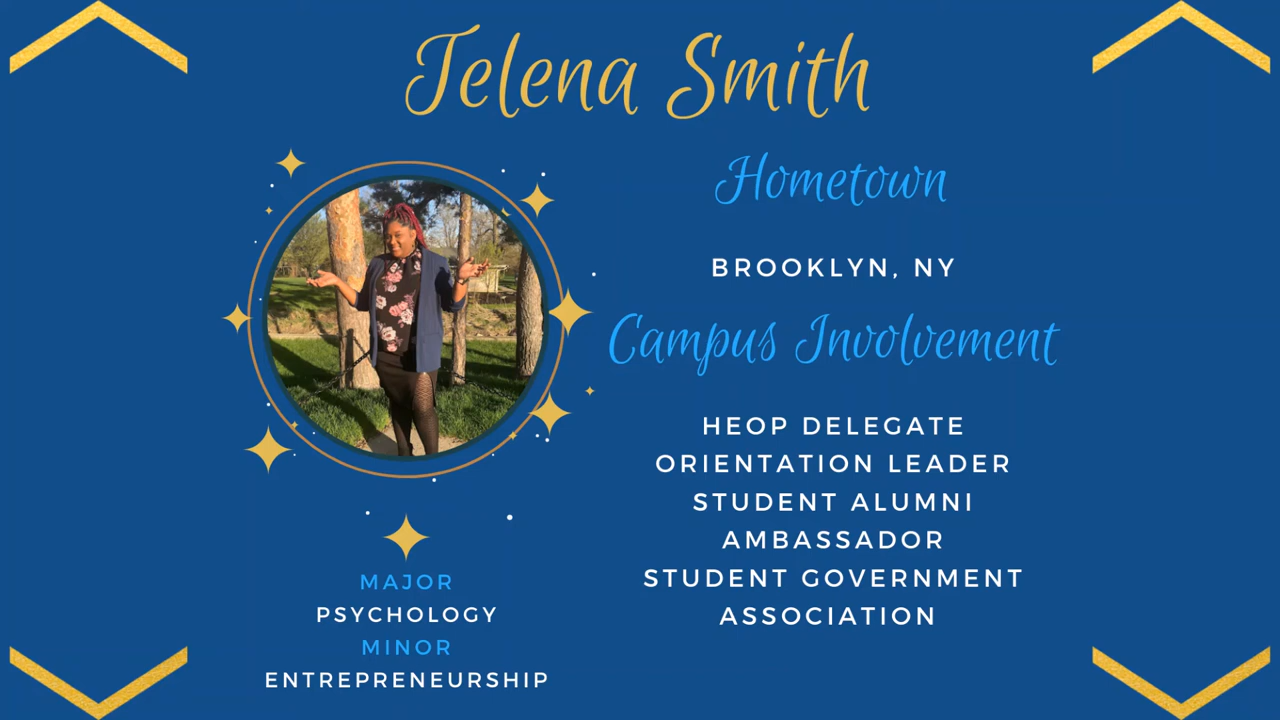 Telena Smith
Hometown
BROOKLYN, NY
Campus Involvement
HEOP DELEGATE
ORIENTATION LEADER
STUDENT ALUMNI
AMBASSADOR
STUDENT GOVERNMENT
ASSOCIATION
MAJOR
PSYCHOLOGY
MINOR
ENTREPRENEURSHIP